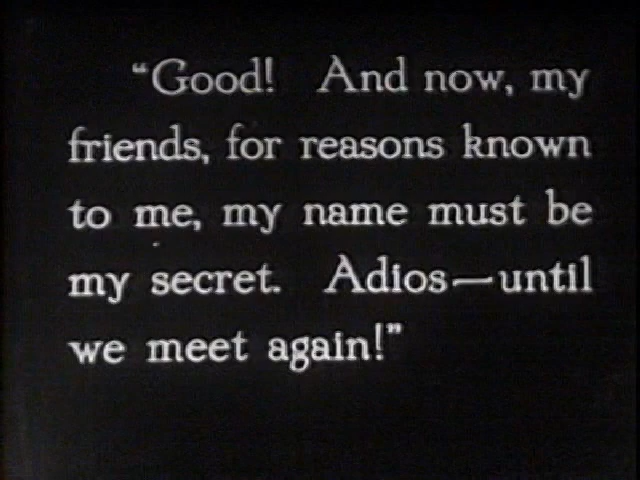 “Good! And now, my
friends, for reasons known
to me, my name must be
my secret. Adios—until
we meet again!”